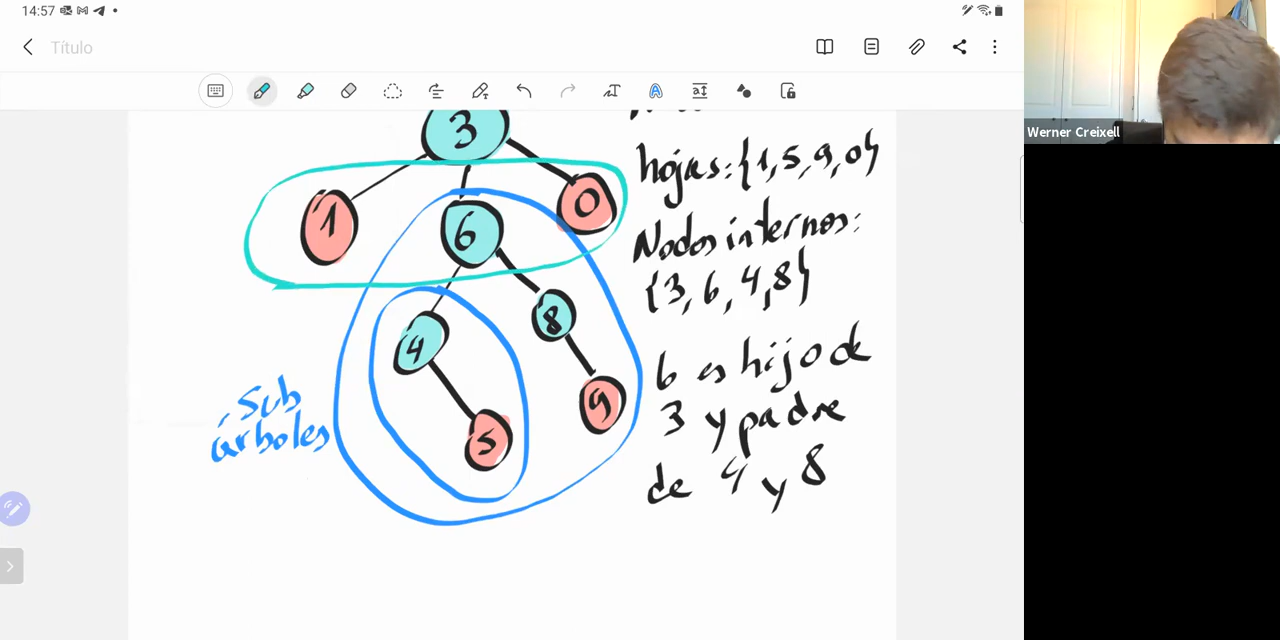 14:57
Título
Werner Creixell
3
1
6
0
4
8
5
9
Sub
árboles
hojas: {1,5,9,0}
Nodos internos:
{3, 6, 4, 8}
6 es hijo de
3 y padre
de 4 y 8